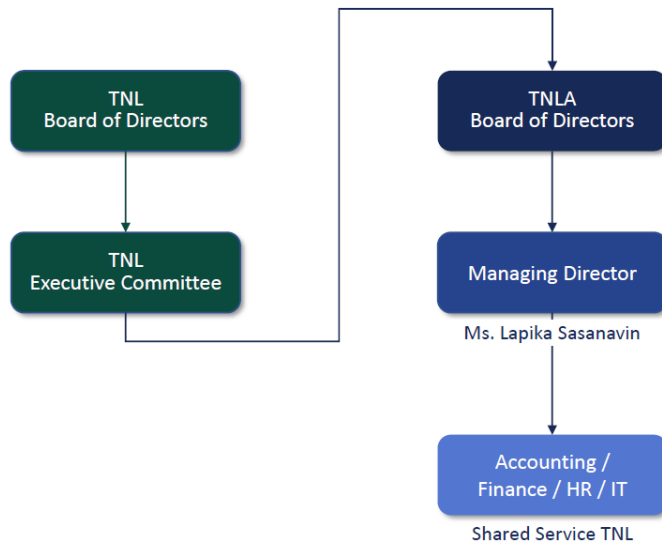 TNL
Board of Directors
TNL
Executive Committee
TNLA
Board of Directors
Managing Director
Ms. Lapika Sasanavin
Accounting /
Finance / HR / IT
Shared Service TNL